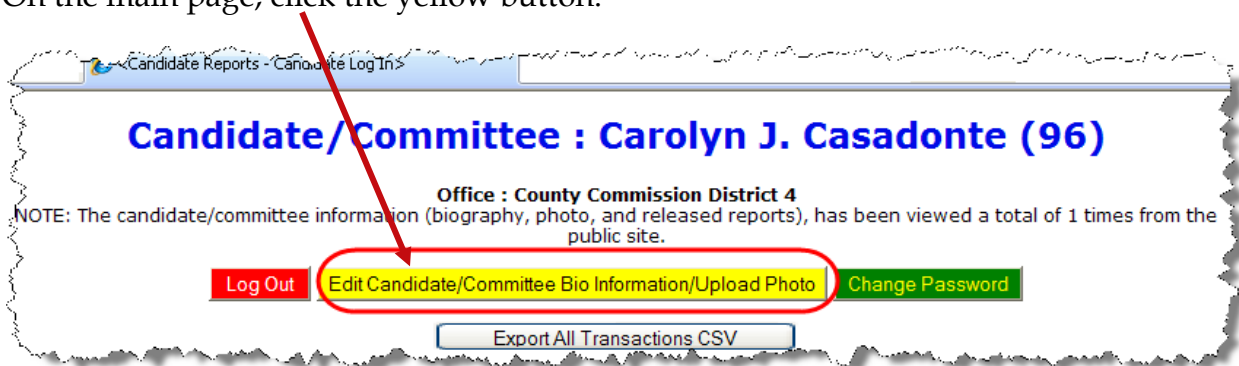 On the main page, click the yellow button.
Candidate Reports - Candidate Log In
Candidate/Committee : Carolyn J. Casadonte (96)
Office : County Commission District 4
NOTE: The candidate/committee information (biography, photo, and released reports), has been viewed a total of 1 times from the
public site.
Log Out Edit Candidate/Committee Bio Information/Upload Photo Change Password
Export All Transactions CSV